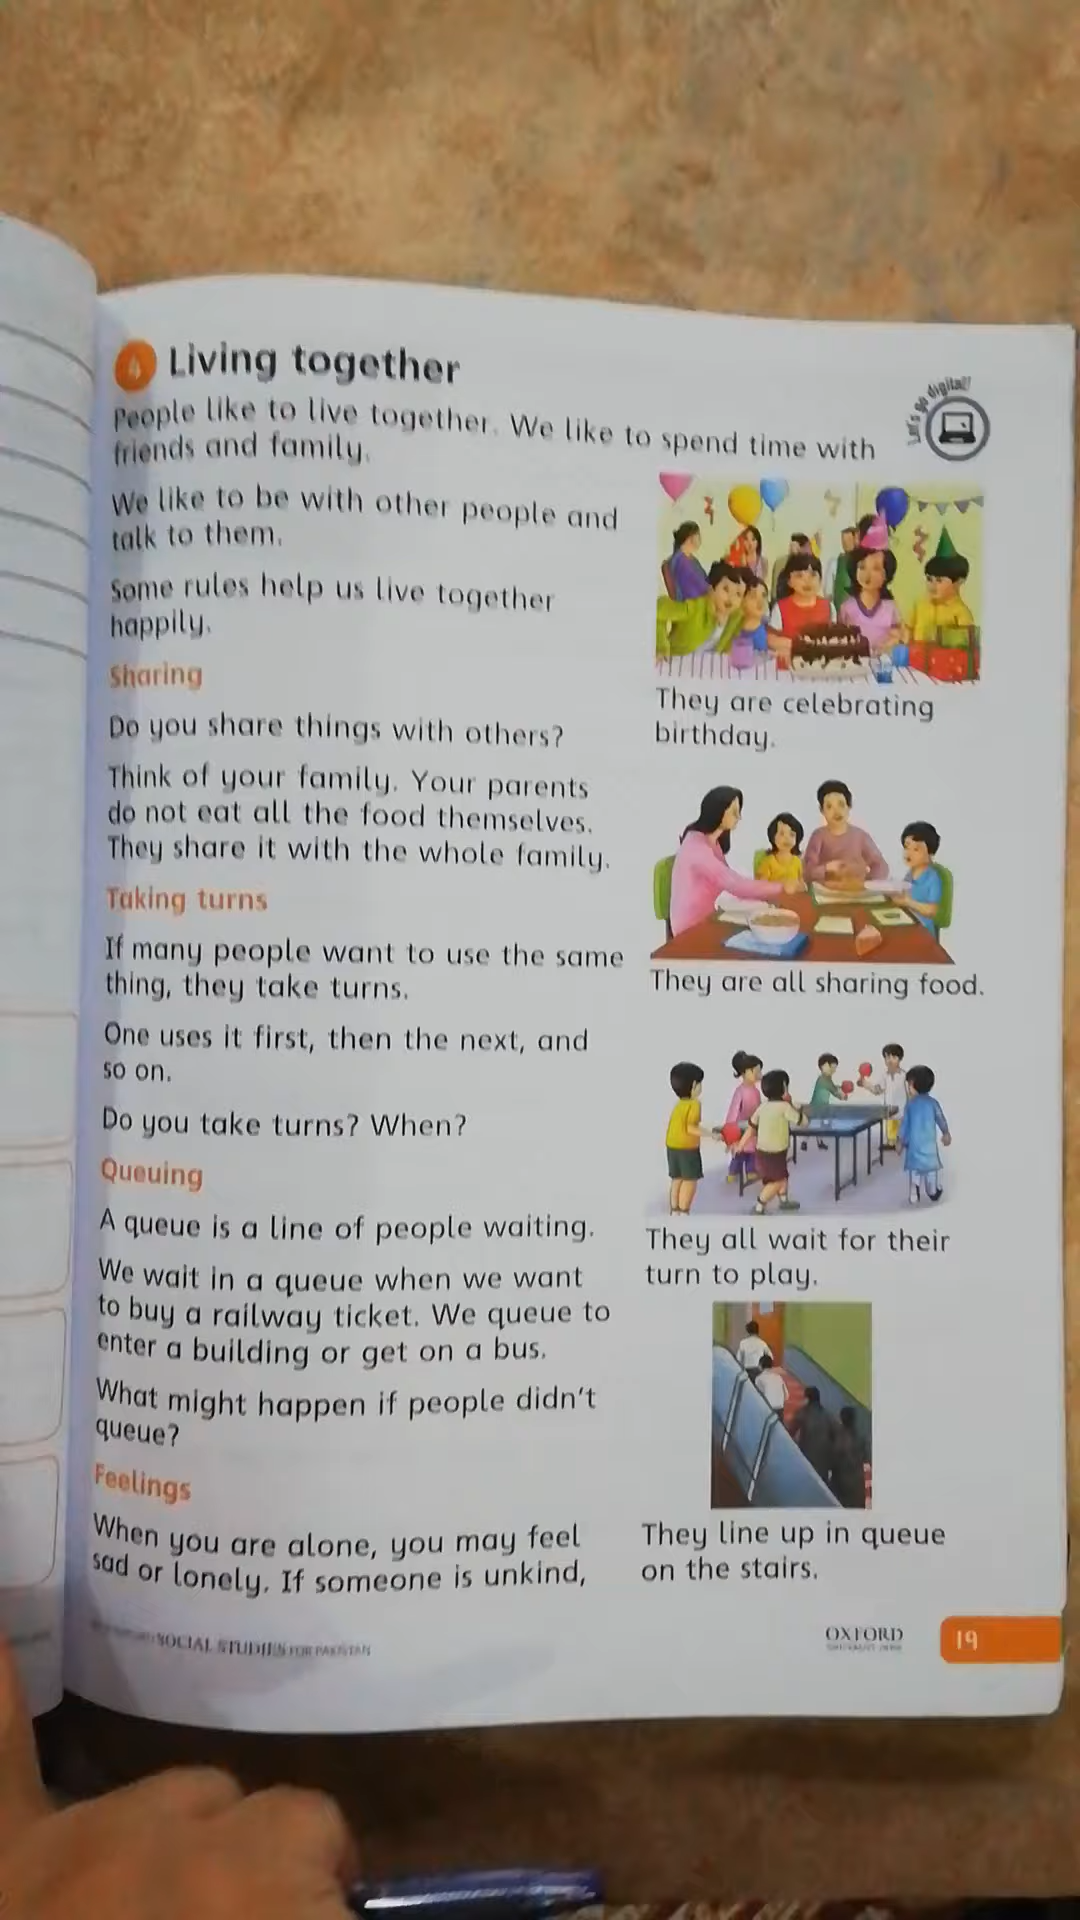 4 Living together
Let's go digital!
People like to live together. We like to spend time with
friends and family.
We like to be with other people and
talk to them.
Some rules help us live together
happily.
Sharing
Do you share things with others?
Think of your family. Your parents
do not eat all the food themselves.
They share it with the whole family.
Taking turns
If many people want to use the same
thing, they take turns.
One uses it first, then the next, and
so on.
Do you take turns? When?
Queuing
A queue is a line of people waiting.
We wait in a queue when we want
to buy a railway ticket. We queue to
enter a building or get on a bus.
What might happen if people didn't
queue?
Feelings
When you are alone, you may feel
sad or lonely. If someone is unkind,
They are celebrating
birthday.
They are all sharing food.
They all wait for their
turn to play.
They line up in queue
on the stairs.
SOCIAL STUDIES FOR PAKISTAN
OXFORD
19